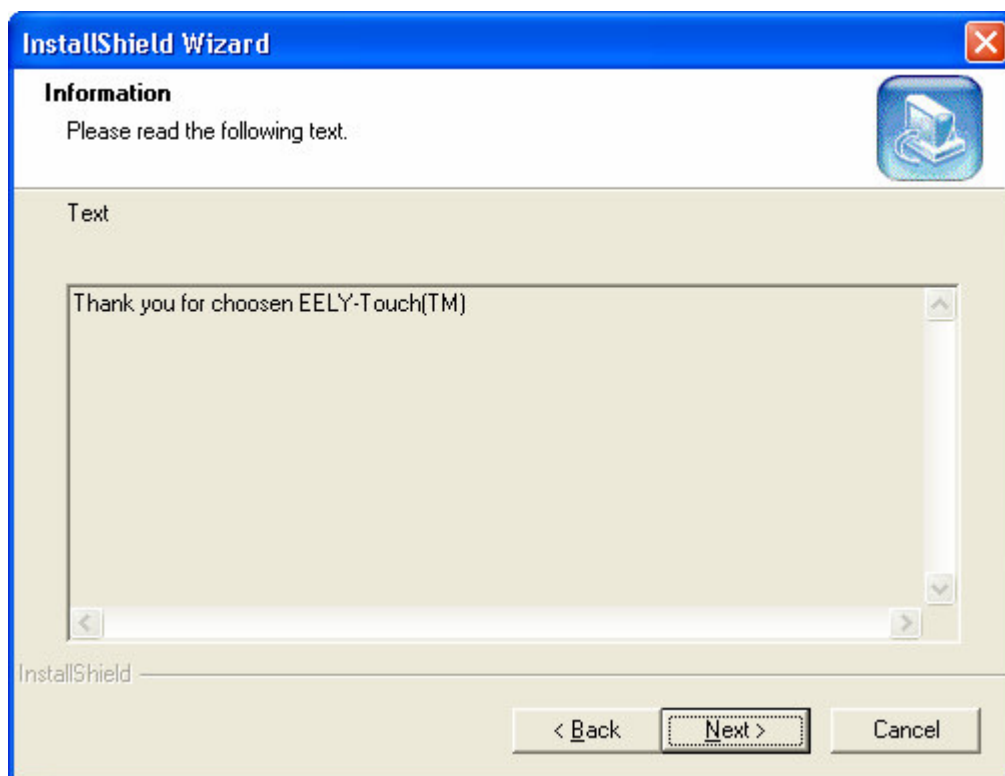 InstallShield Wizard
Information
Please read the following text.
Text
Thank you for choosen EELY-Touch(TM)
InstallShield
< Back Next > Cancel